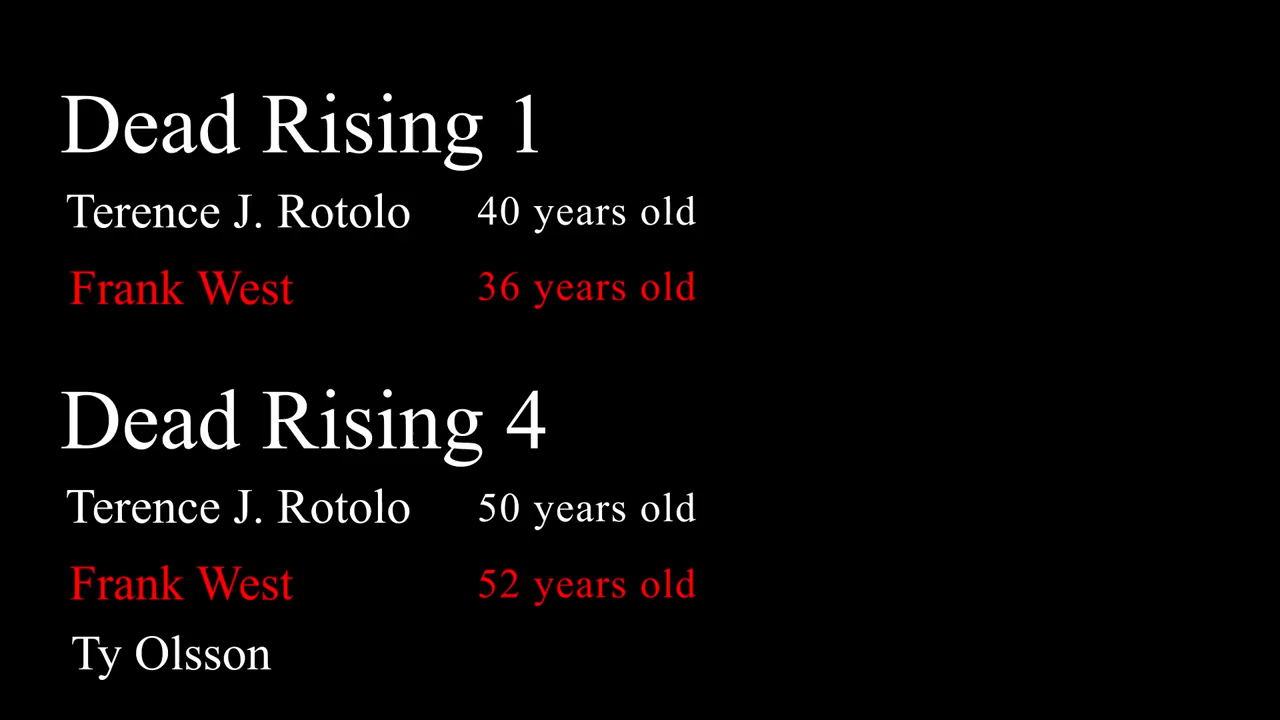 Dead Rising 1
Terence J. Rotolo 40 years old
Frank West 36 years old
Dead Rising 4
Terence J. Rotolo 50 years old
Frank West 52 years old
Ty Olsson